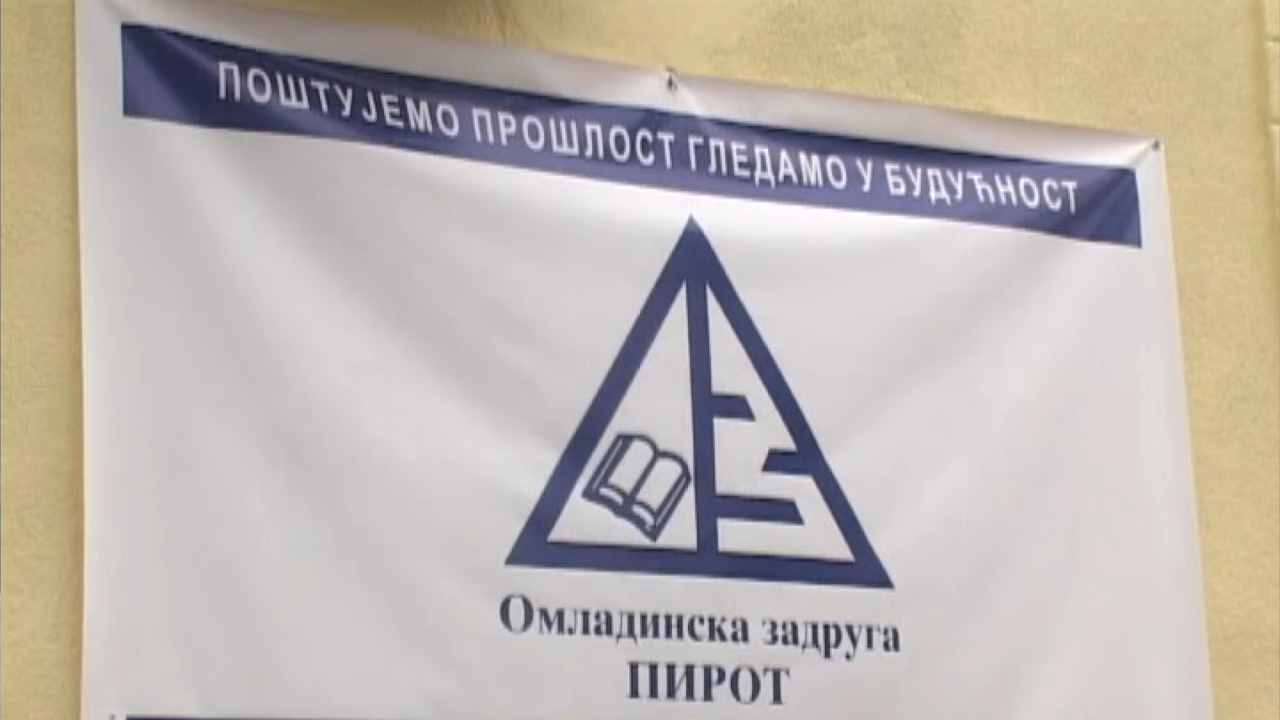 ПОШТУЈЕМО ПРОШЛОСТ ГЛЕДАМО У БУДУЋНОСТ
Омладинска задруга
ПИРОТ